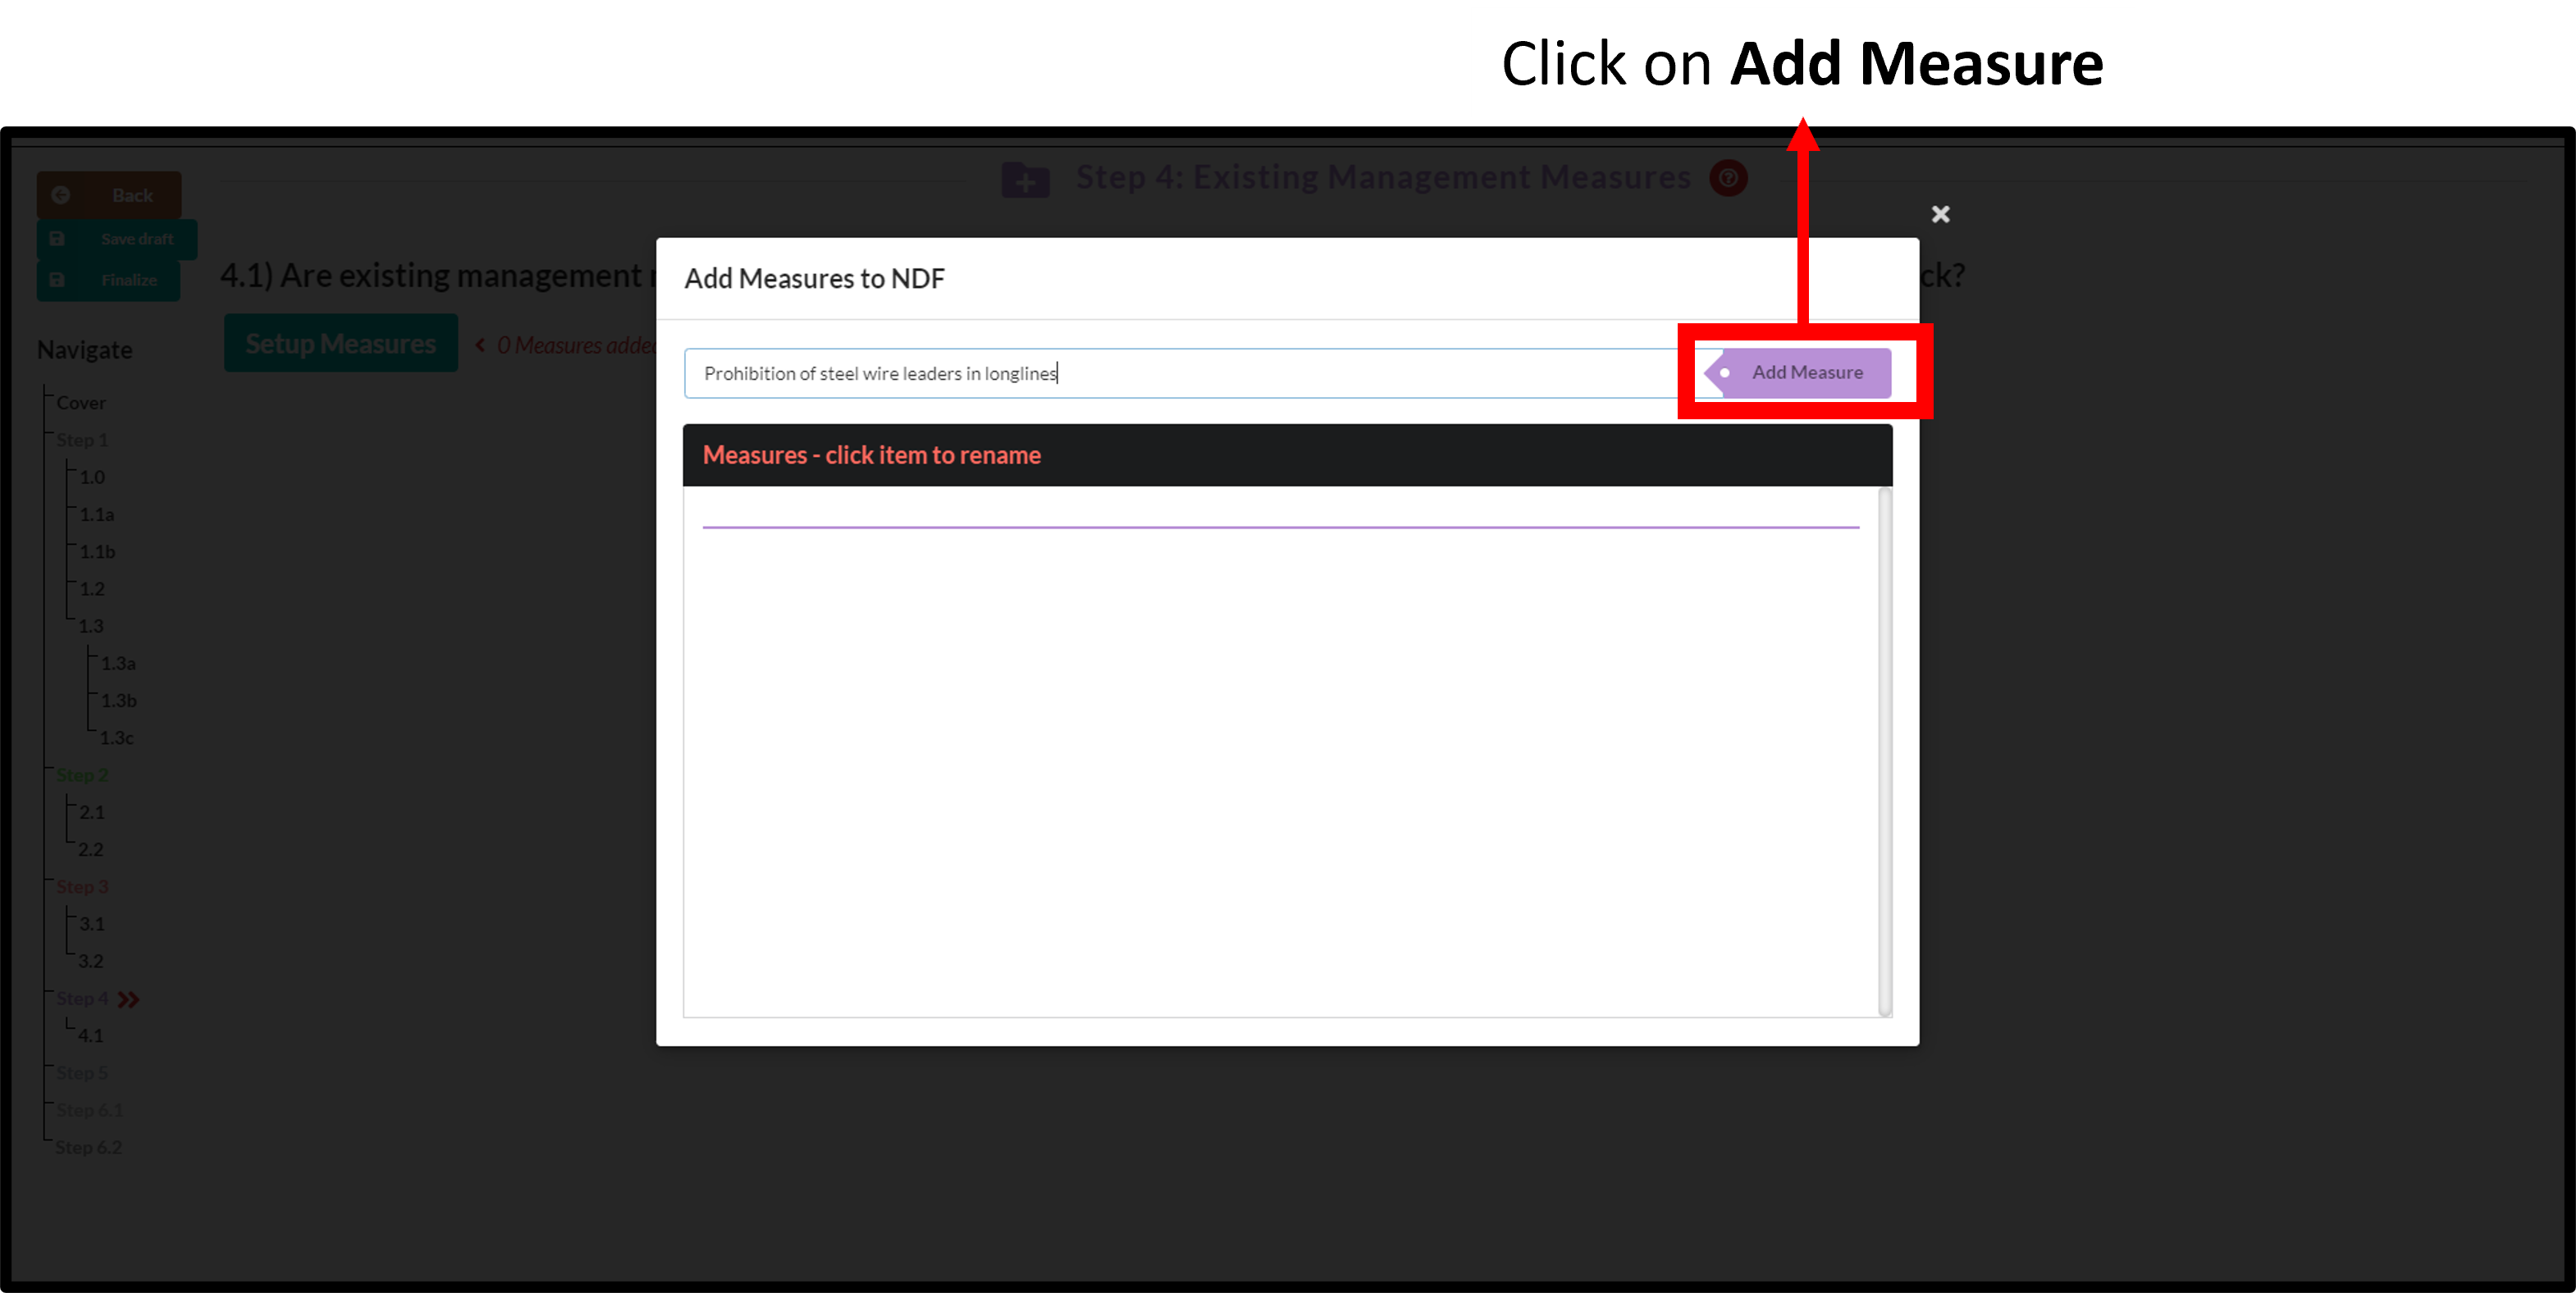 Click on Add Measure
Step 4: Existing Management Measures
Back
Save draft
Finalize
4.1) Are existing management
ck?
Setup Measures
0 Measures added
Add Measures to NDF
Prohibition of steel wire leaders in longlines
Add Measure
Measures - click item to rename
Navigate
Cover
Step 1
1.0
1.1a
1.1b
1.2
1.3
1.3a
1.3b
1.3c
Step 2
2.1
2.2
Step 3
3.1
3.2
Step 4
4.1
Step 5
Step 6.1
Step 6.2